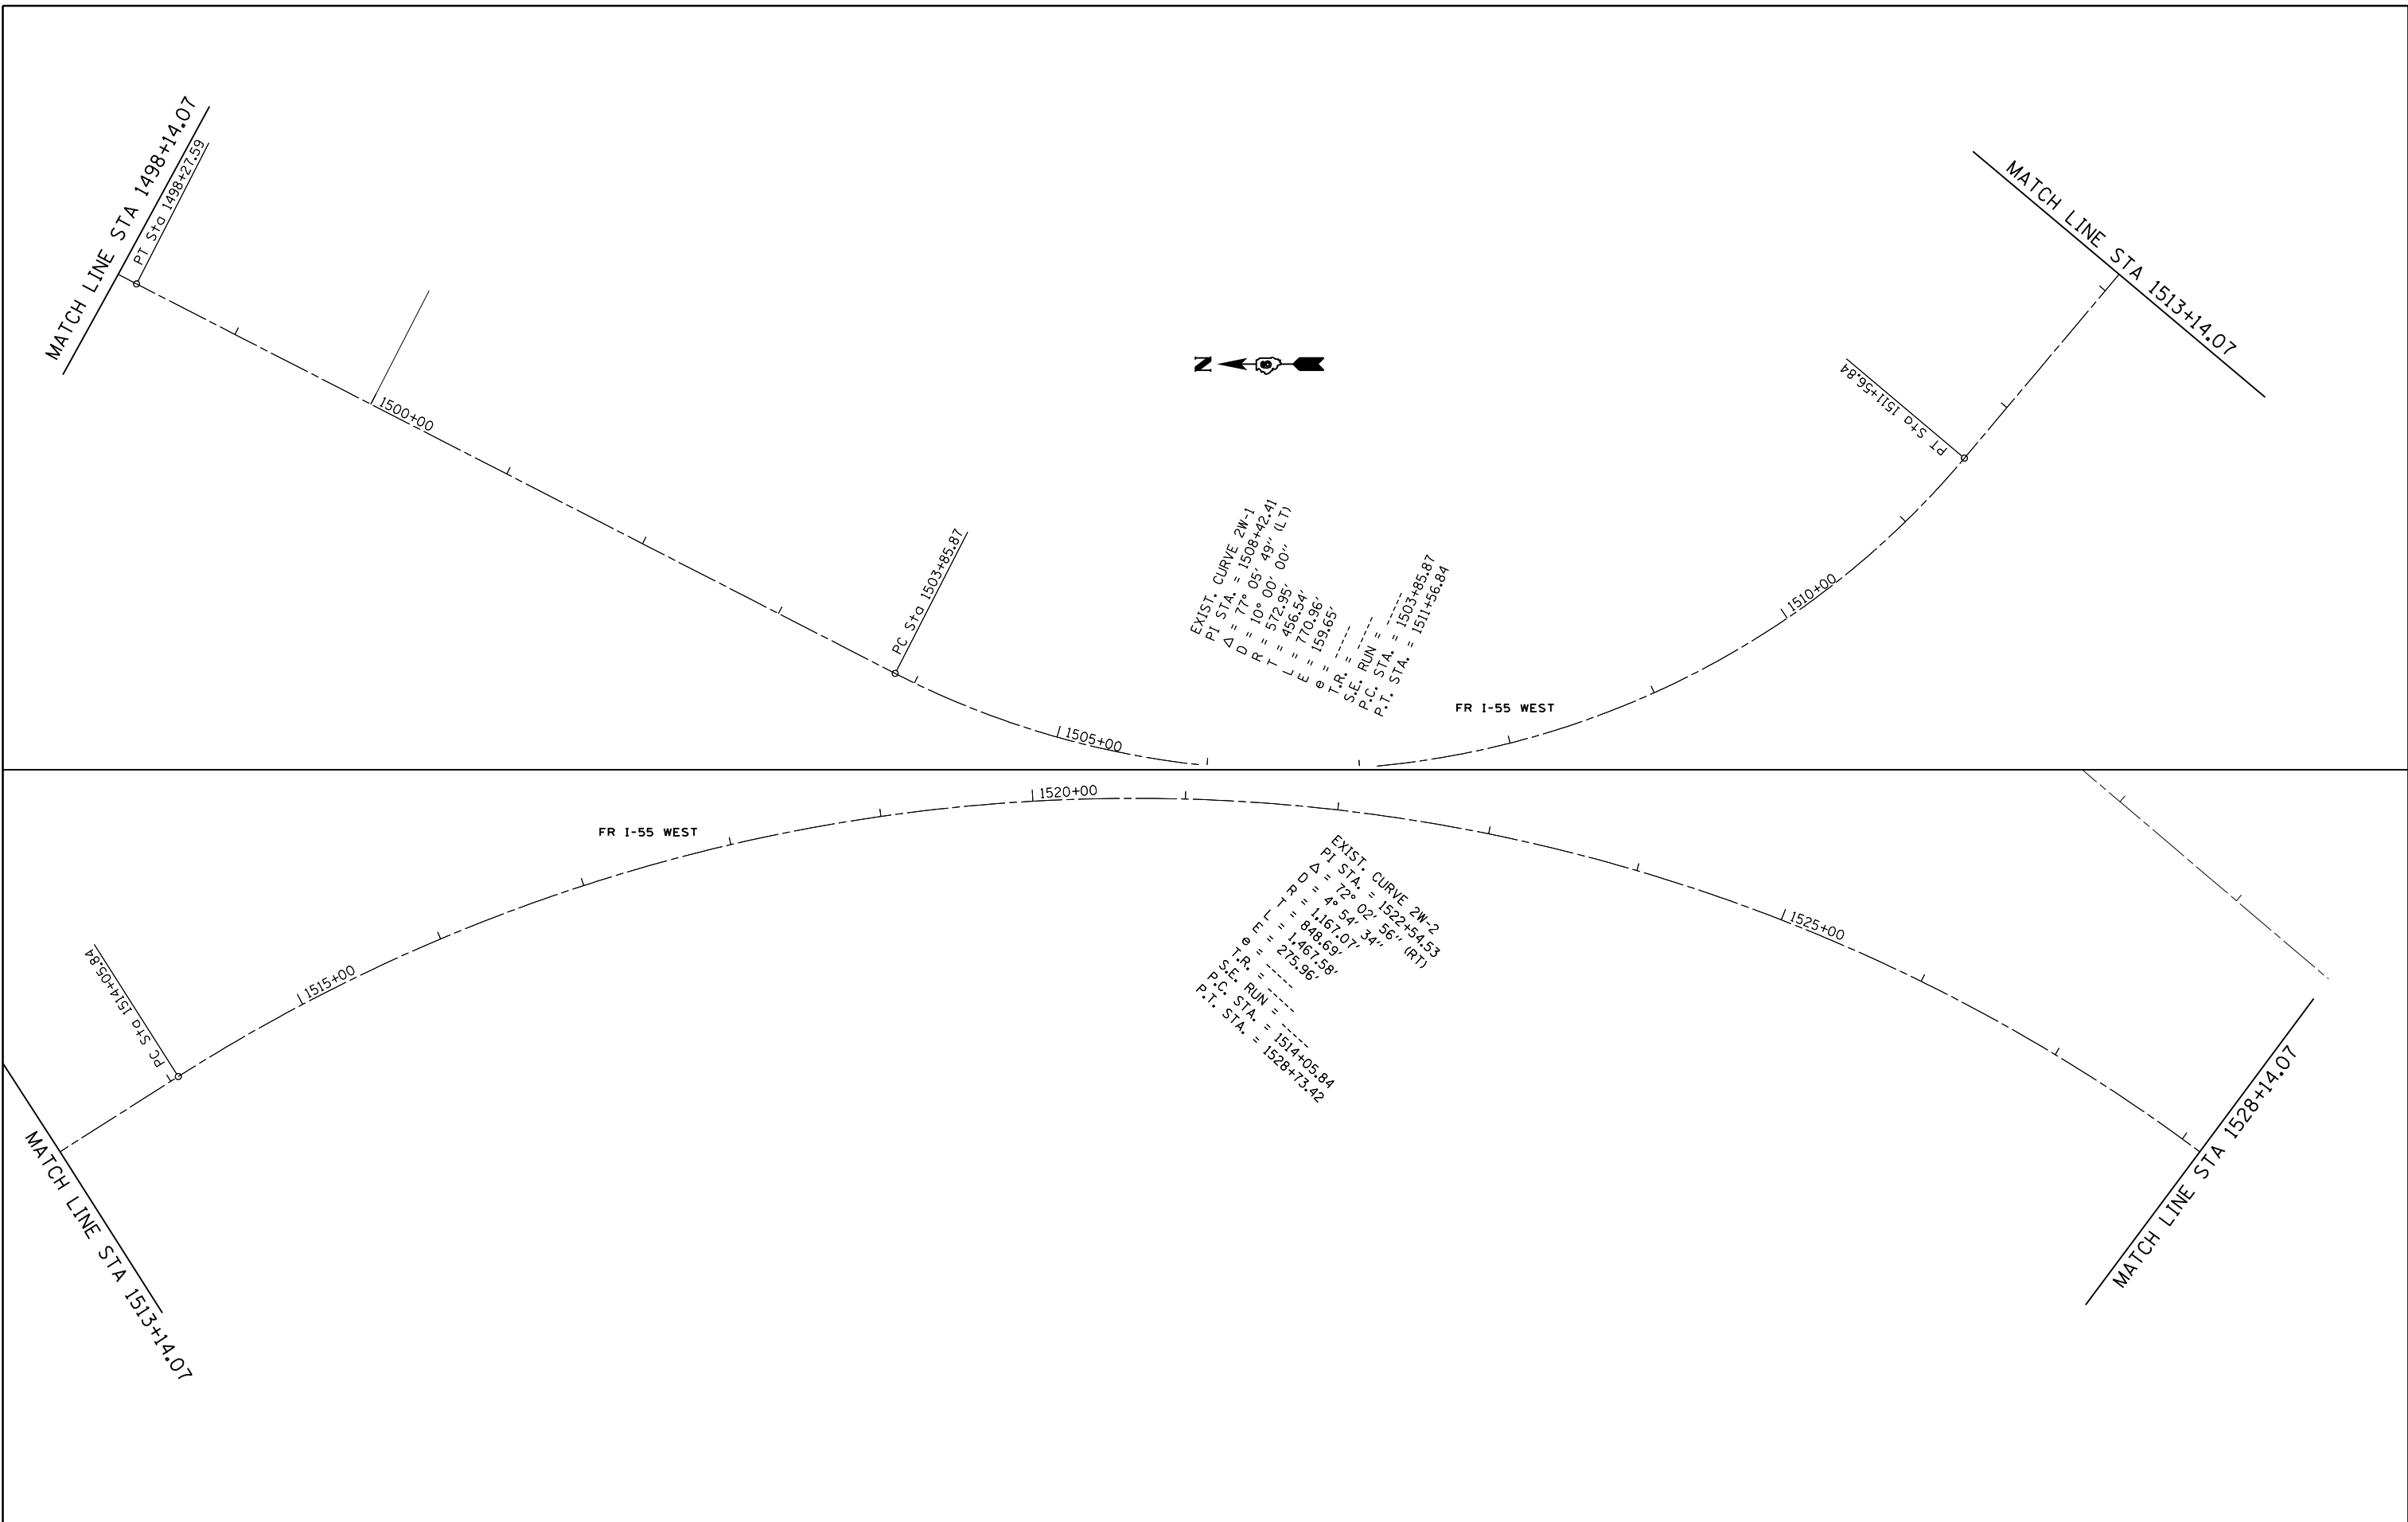 MATCH LINE STA 1498+14.07
PT Sta 1498+27.59
1500+00
PC Sta 1503+85.87
1505+00
N
EXIST. CURVE 2W-1
PI STA. = 1508+42.41
Δ = 77° 05' 49" (LT)
D = 10° 00' 00"
R = 572.95'
T = 456.54'
L = 770.96'
E = 159.65'
e = ------
T.R. = ------
S.E. RUN = ------
P.C. STA. = 1503+85.87
P.T. STA. = 1511+56.84
FR I-55 WEST
1510+00
PT Sta 1511+56.84
MATCH LINE STA 1513+14.07
MATCH LINE STA 1513+14.07
PC Sta 1514+05.84
1515+00
FR I-55 WEST
1520+00
EXIST. CURVE 2W-2
PI STA. = 1522+54.53
Δ = 72° 02' 56" (RT)
D = 4° 54' 34"
R = 1,167.07'
T = 848.69'
L = 1,467.58'
E = 275.96'
e = -----
T.R. = -----
S.E. RUN = -----
P.C. STA. = 1514+05.84
P.T. STA. = 1528+73.42
1525+00
MATCH LINE STA 1528+14.07